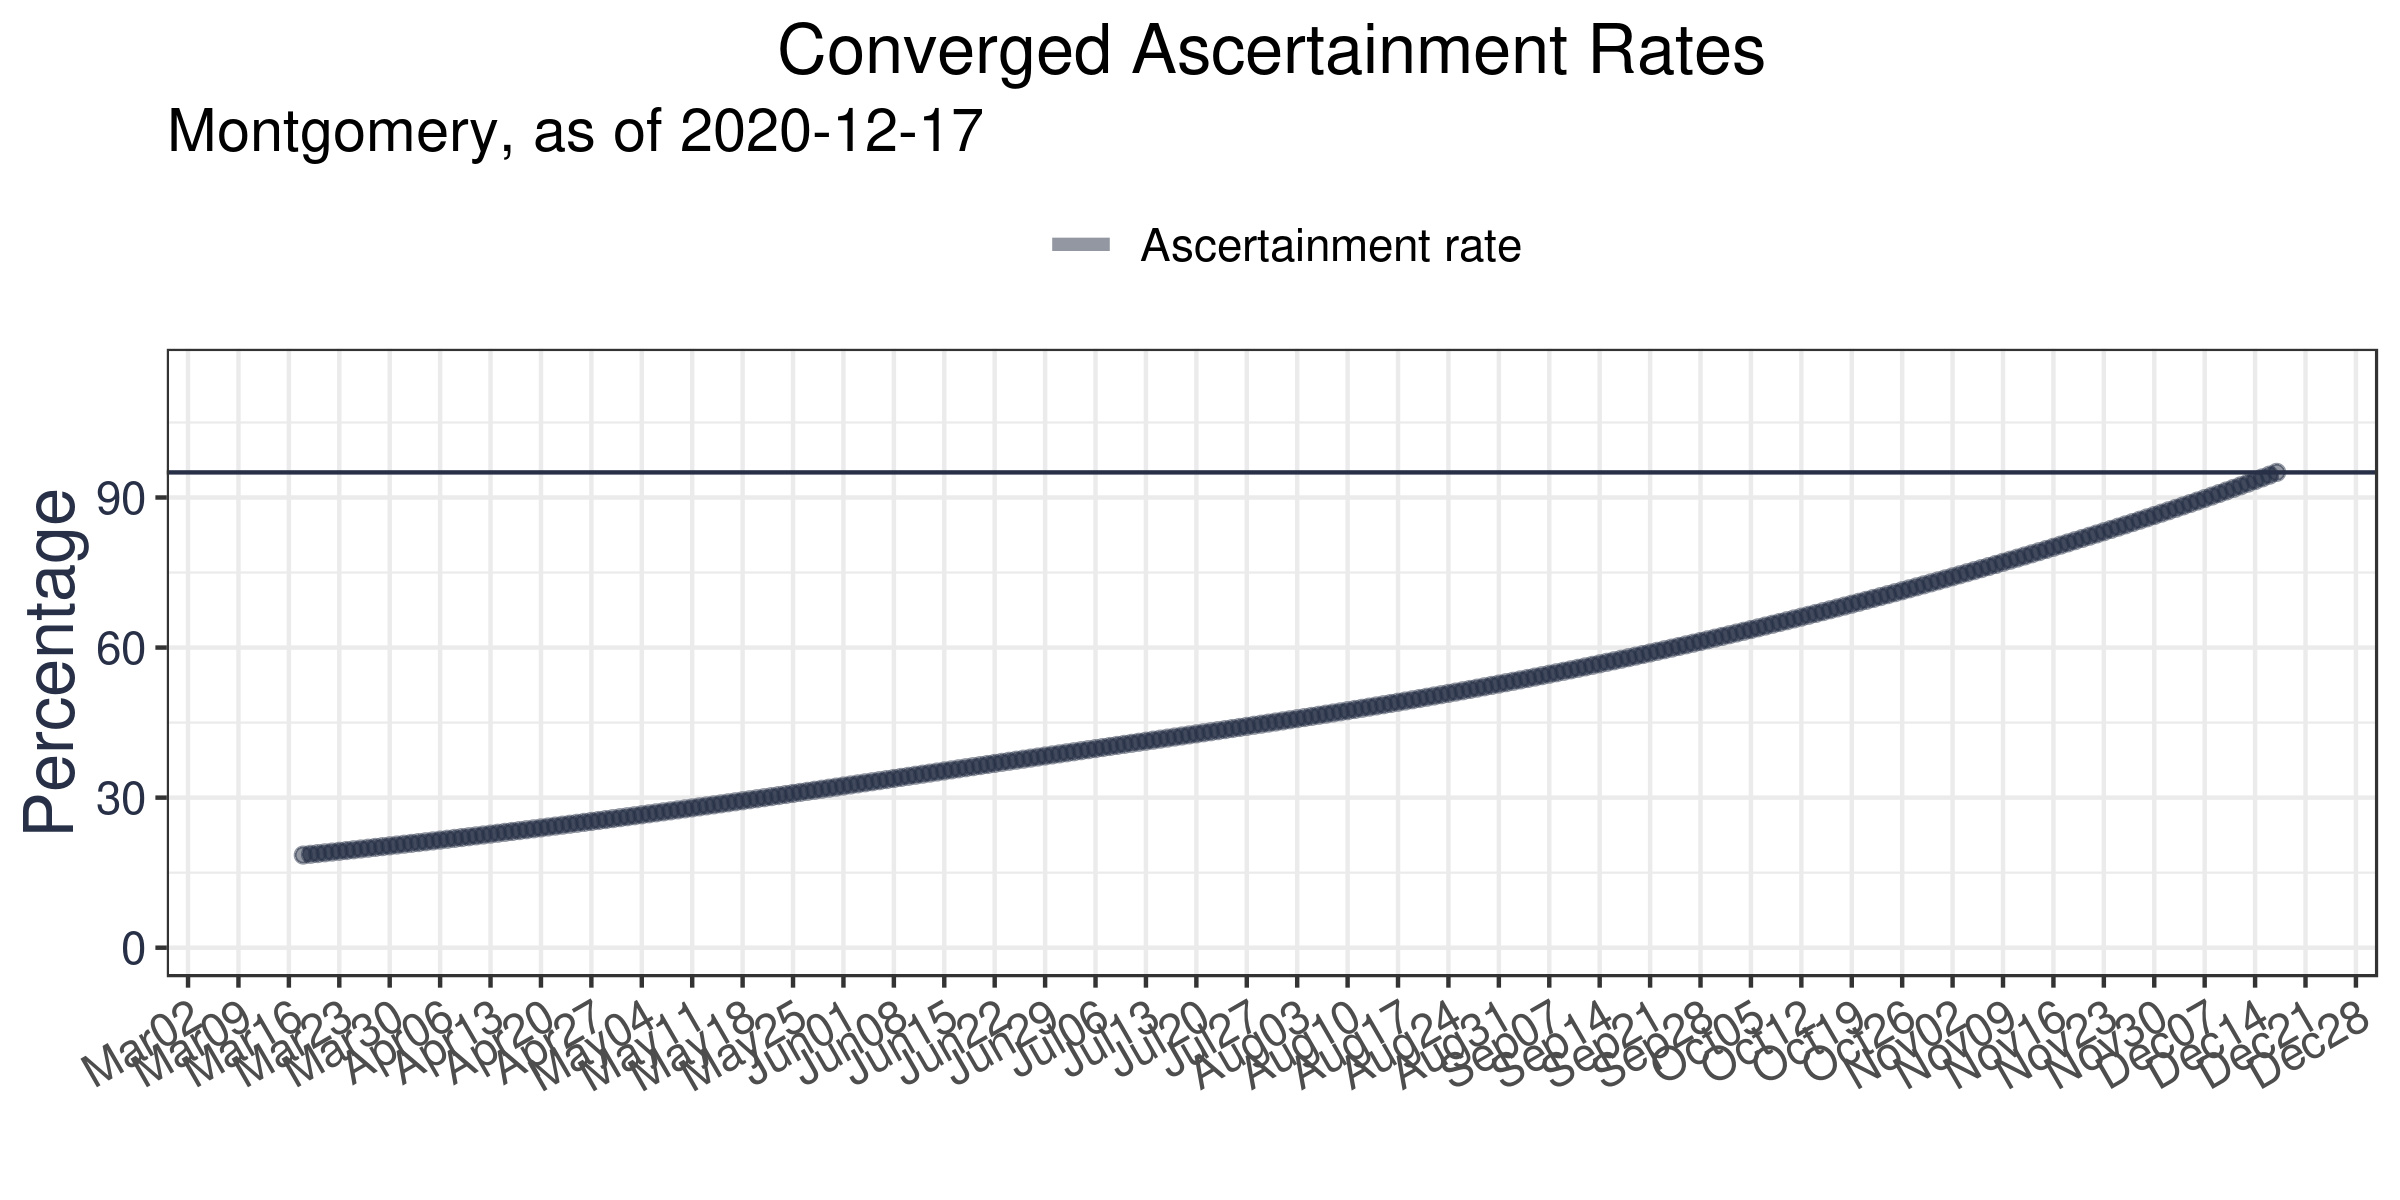 Converged Ascertainment Rates
Montgomery, as of 2020-12-17
Ascertainment rate
Percentage
90
60
30
0
Mar02
Mar09
Mar16
Mar23
Mar30
Apr06
Apr13
Apr20
Apr27
May04
May11
May18
May25
Jun01
Jun08
Jun15
Jun22
Jun29
Jul06
Jul13
Jul20
Jul27
Aug03
Aug10
Aug17
Aug24
Aug31
Sep07
Sep14
Sep21
Sep28
Oct05
Oct12
Oct19
Oct26
Nov02
Nov09
Nov16
Nov23
Nov30
Dec07
Dec14
Dec21
Dec28